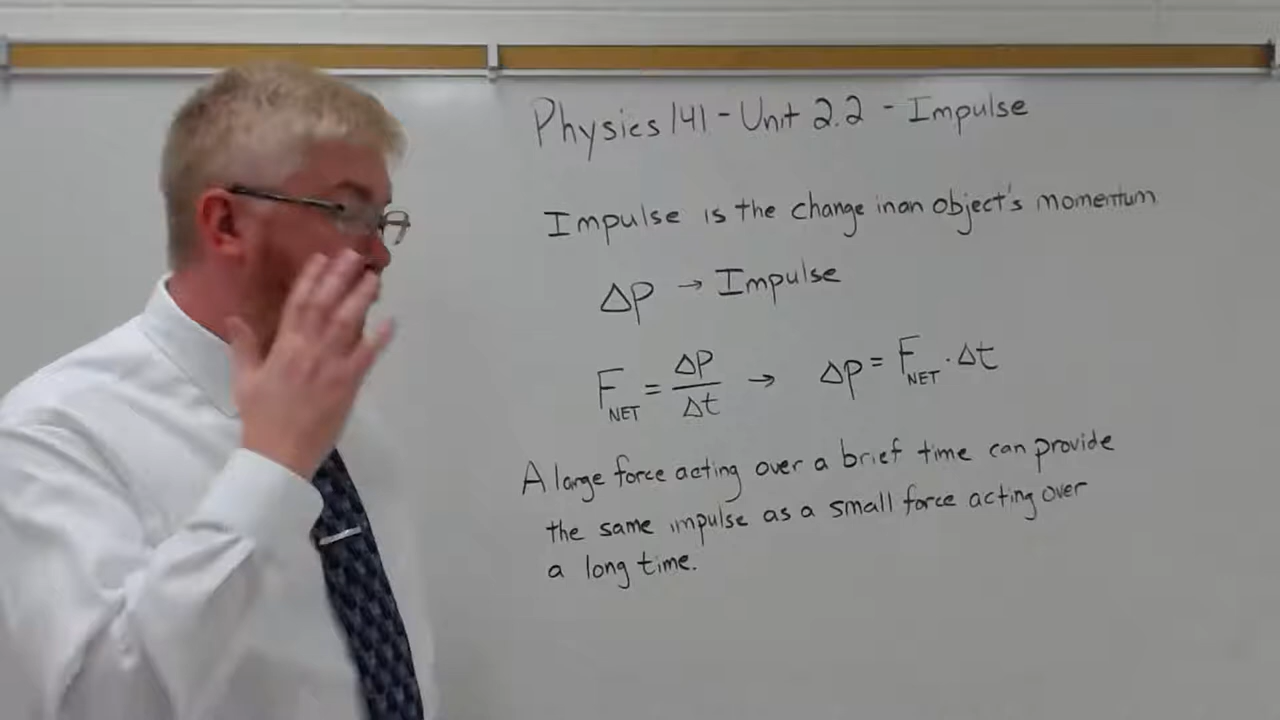 Physics 141 - Unit 2.2 - Impulse
Impulse is the change in an object's momentum
Δp → Impulse
F_NET = Δp/Δt → Δp = F_NET · Δt
A large force acting over a brief time can provide
the same impulse as a small force acting over
a long time.